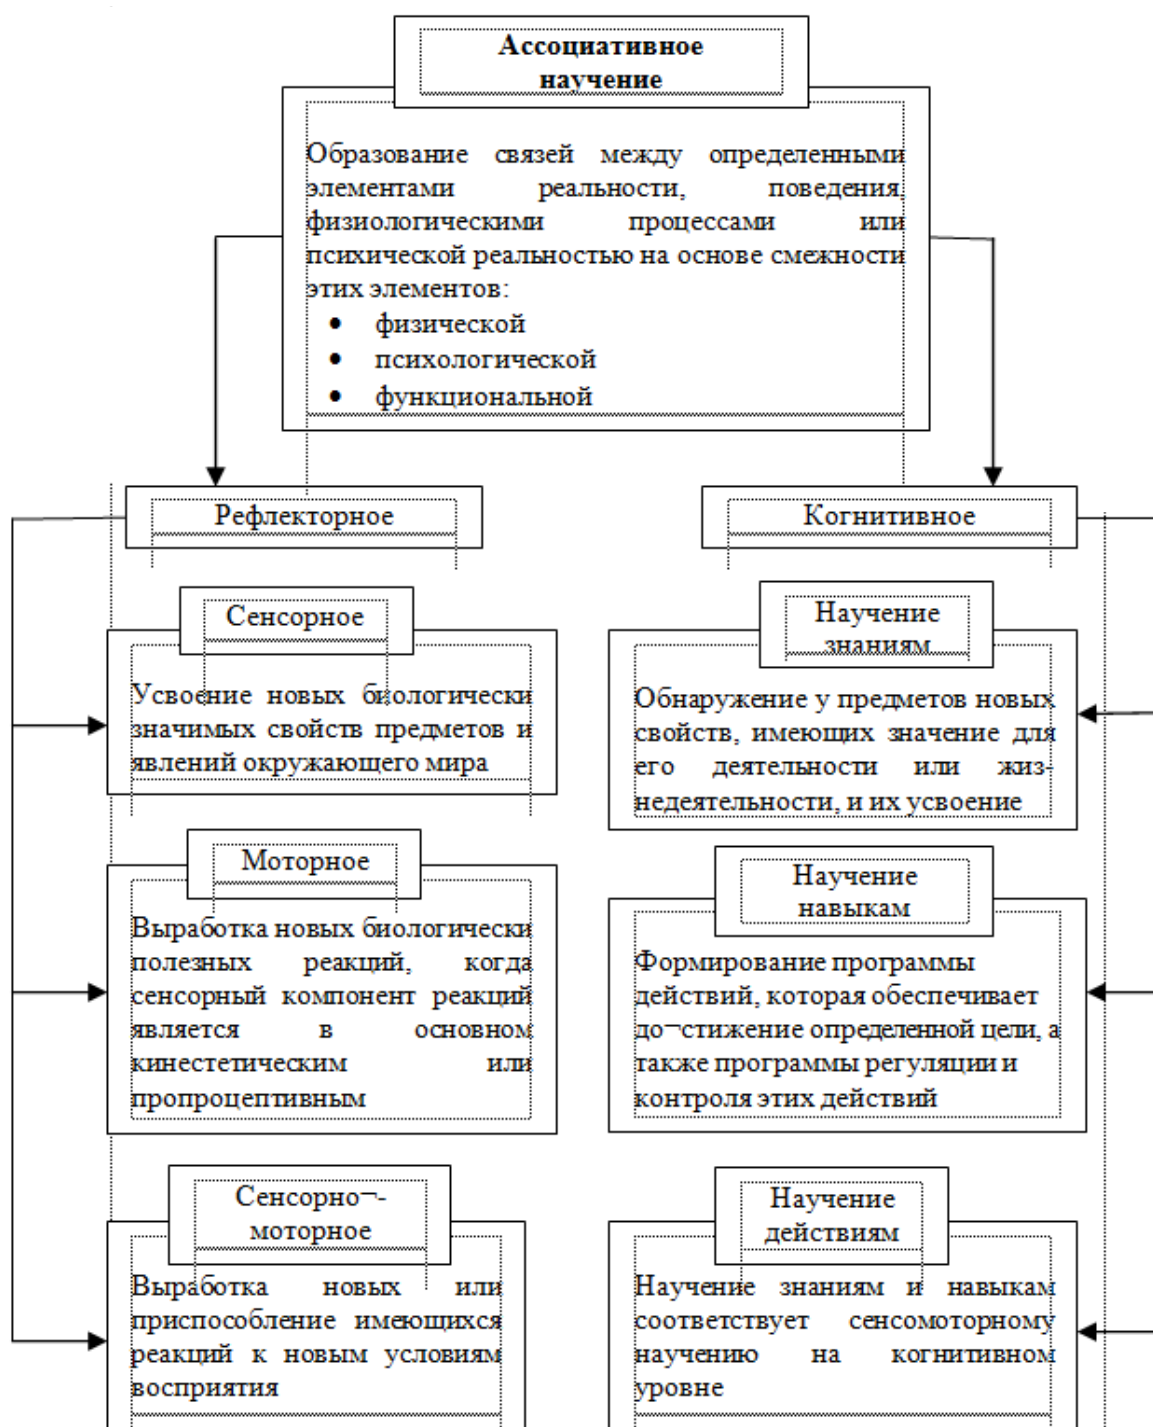 Ассоциативное
научение
Образование связей между определенными
элементами реальности, поведения,
физиологическими процессами или
психической реальностью на основе смежности
этих элементов:
• физической
• психологической
• функциональной
Рефлекторное
Когнитивное
Сенсорное
Усвоение новых биологически
значимых свойств предметов и
явлений окружающего мира
Научение
знаниям
Обнаружение у предметов новых
свойств, имеющих значение для
его деятельности или жиз-
недеятельности, и их усвоение
Моторное
Выработка новых биологически
полезных реакций, когда
сенсорный компонент реакций
является в основном
кинестетическим или
пропроцептивным
Научение
навыкам
Формирование программы
действий, которая обеспечивает
до¬стижение определенной цели, а
также программы регуляции и
контроля этих действий
Сенсорно¬-
моторное
Выработка новых или
приспособление имеющихся
реакций к новым условиям
восприятия
Научение
действиям
Научение знаниям и навыкам
соответствует сенсомоторному
научению на когнитивном
уровне